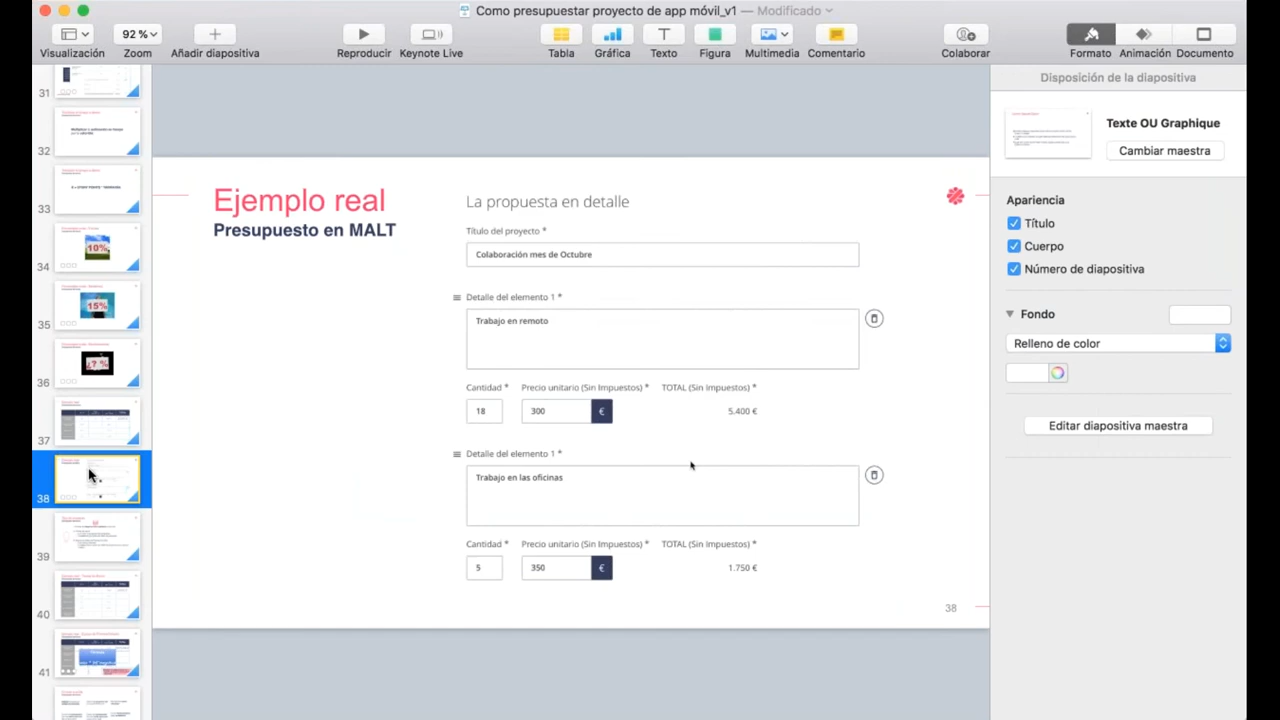 Como presupuestar proyecto de app móvil_v1 — Modificado
92 %
Visualización Zoom Añadir diapositiva Reproducir Keynote Live Tabla Gráfica Texto Figura Multimedia Comentario Colaborar Formato Animación Documento
31
32
33
34
10%
35
15%
36
37
38
39
40
41
Ejemplo real
Presupuesto en MALT
La propuesta en detalle
Título del proyecto *
Colaboración mes de Octubre
Detalle del elemento 1 *
Trabajo en remoto
Cantidad * Precio unitario (Sin Impuestos) * TOTAL (Sin Impuestos) *
18 300 € 5.400 €
Detalle del elemento 1 *
Trabajo en las oficinas
Cantidad * Precio unitario (Sin Impuestos) * TOTAL (Sin Impuestos) *
5 350 € 1.750 €
38
Disposición de la diapositiva
Texte OU Graphique
Cambiar maestra
Apariencia
Título
Cuerpo
Número de diapositiva
Fondo
Relleno de color
Editar diapositiva maestra